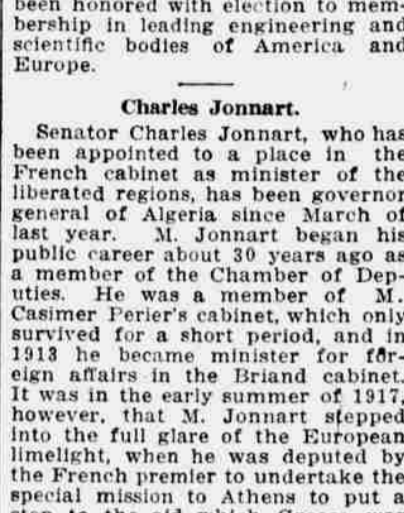 been honored with election to mem-
bership in leading engineering and
scientific bodies of America and
Europe.
Charles Jonnart.
Senator Charles Jonnart, who has
been appointed to a place in the
French cabinet as minister of the
liberated regions, has been governor
general of Algeria since March of
last year. M. Jonnart began his
public career about 30 years ago as
a member of the Chamber of Dep-
uties. He was a member of M.
Casimer Perier's cabinet, which only
survived for a short period, and in
1913 he became minister for for-
eign affairs in the Briand cabinet.
It was in the early summer of 1917,
however, that M. Jonnart stepped
into the full glare of the European
limelight, when he was deputed by
the French premier to undertake the
special mission to Athens to put a